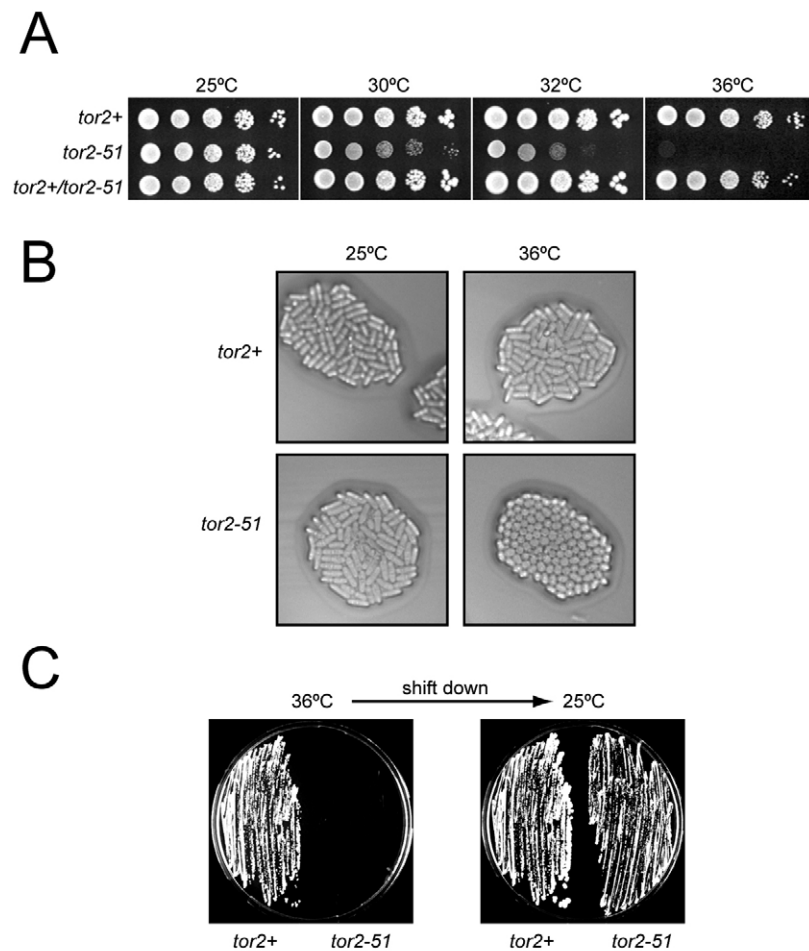 A
25ºC 30ºC 32ºC 36ºC
tor2+
tor2-51
tor2+/tor2-51
B
25ºC 36ºC
tor2+
tor2-51
C
shift down
36ºC 25ºC
tor2+ tor2-51 tor2+ tor2-51